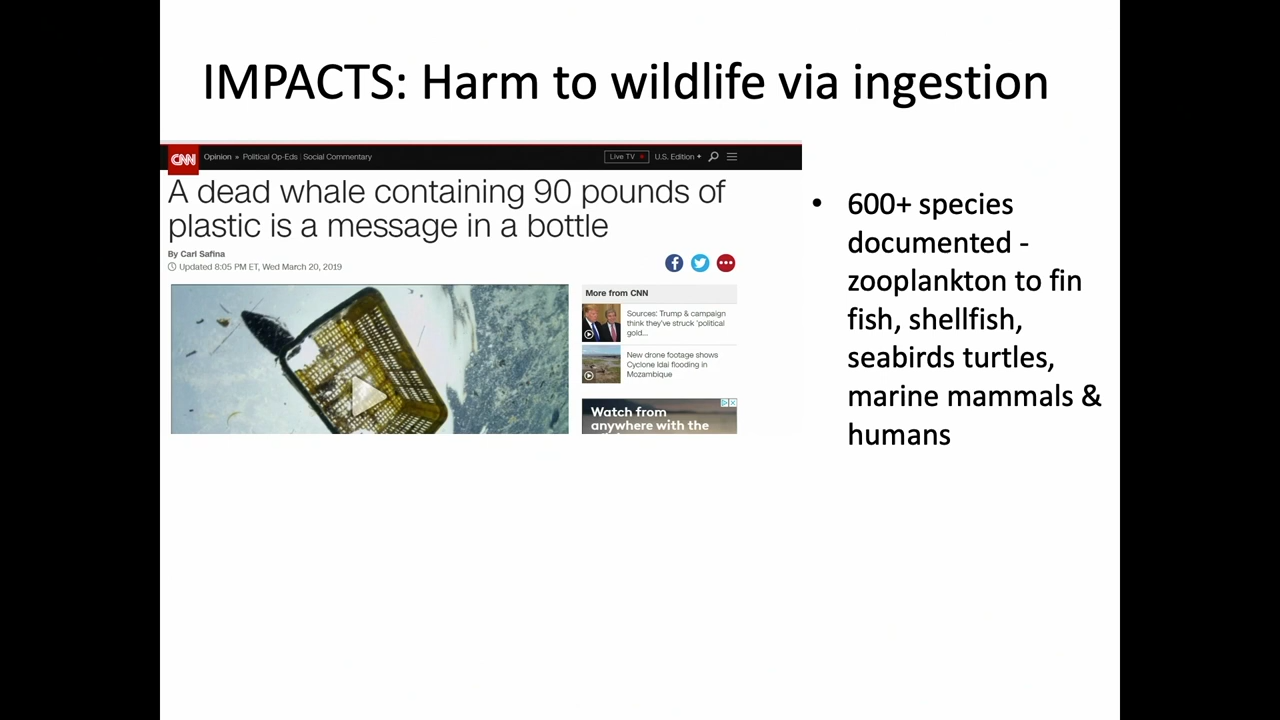 IMPACTS: Harm to wildlife via ingestion
CNN Opinion » Political Op-Eds | Social Commentary Live TV • U.S. Edition +
A dead whale containing 90 pounds of
plastic is a message in a bottle
By Carl Safina
Updated 8:05 PM ET, Wed March 20, 2019
More from CNN
Sources: Trump & campaign
think they've struck 'political
gold...
New drone footage shows
Cyclone Idai flooding in
Mozambique
Watch from
anywhere with the
• 600+ species
documented -
zooplankton to fin
fish, shellfish,
seabirds turtles,
marine mammals &
humans